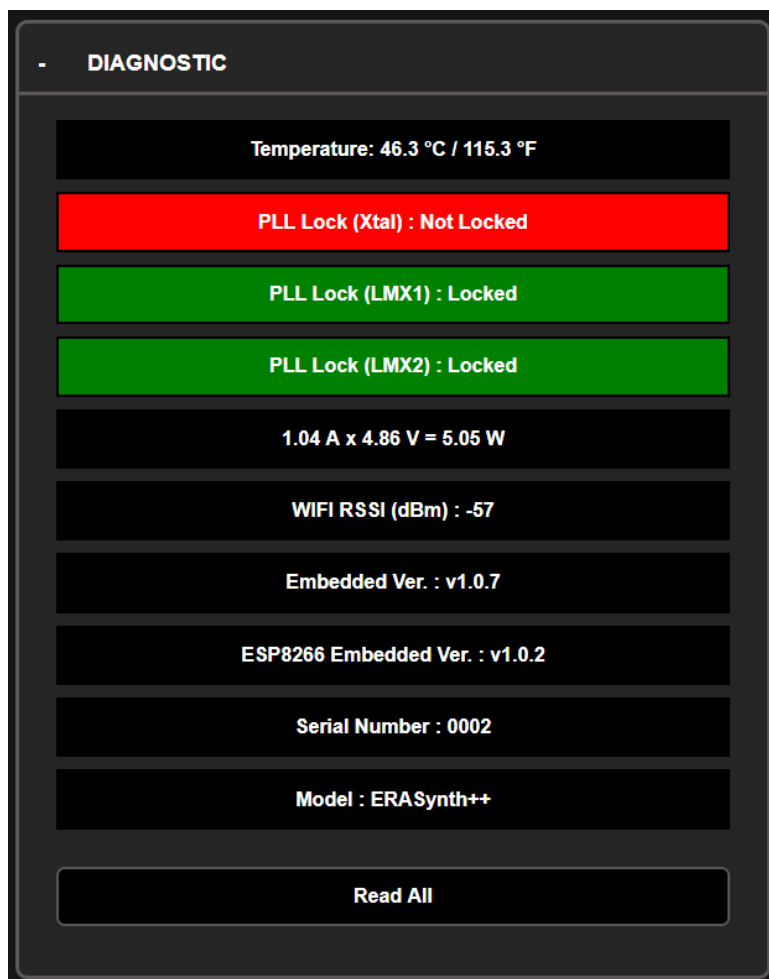 - DIAGNOSTIC
Temperature: 46.3 °C / 115.3 °F
PLL Lock (Xtal) : Not Locked
PLL Lock (LMX1) : Locked
PLL Lock (LMX2) : Locked
1.04 A x 4.86 V = 5.05 W
WIFI RSSI (dBm) : -57
Embedded Ver. : v1.0.7
ESP8266 Embedded Ver. : v1.0.2
Serial Number : 0002
Model : ERASynth++
Read All